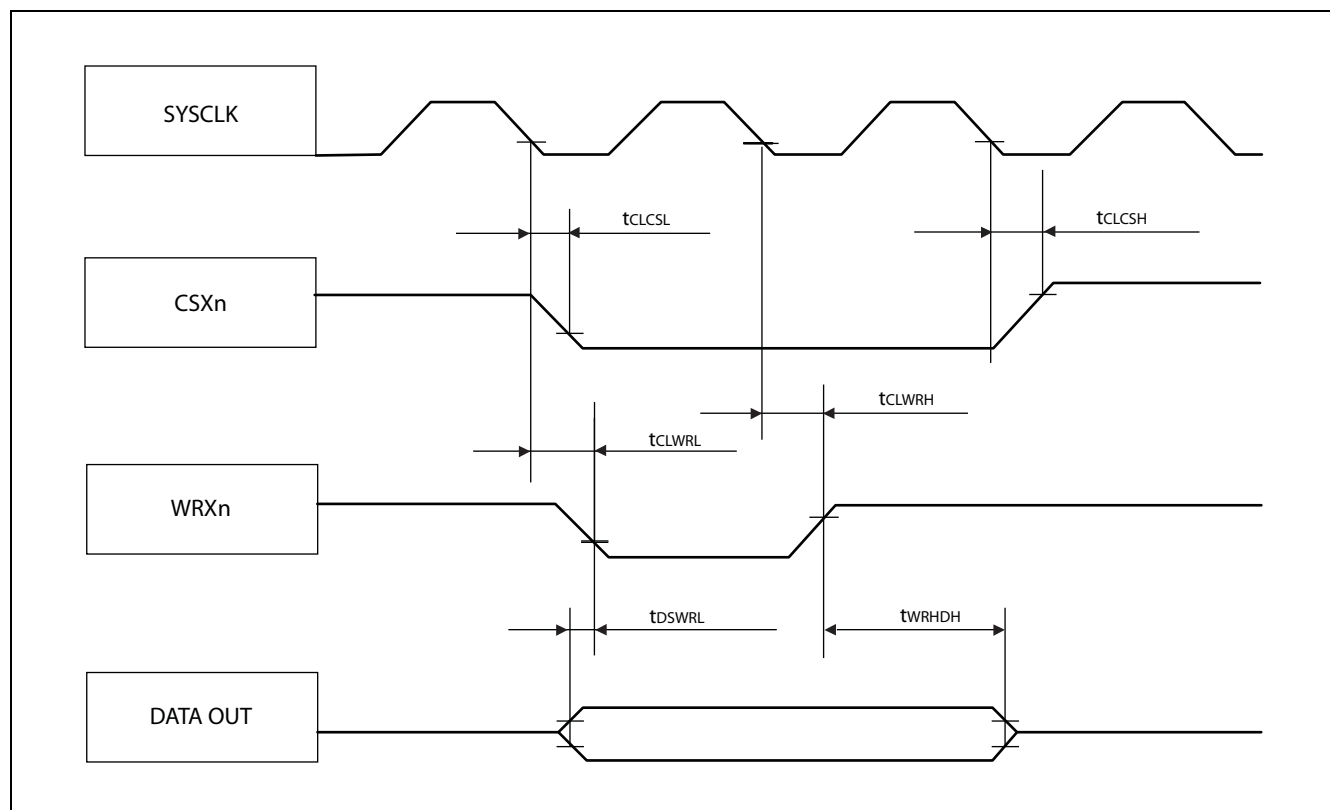 SYSCLK
tCLCSL
tCLCSH
CSXn
tCLWRH
tCLWRL
WRXn
tDSWRL
tWRHDH
DATA OUT